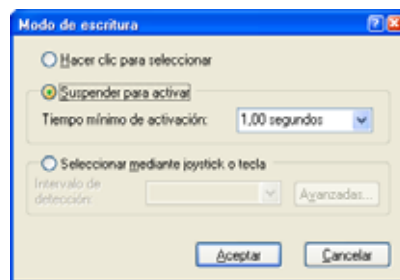 Modo de escritura
Hacer clic para seleccionar
Suspender para activar
Tiempo mínimo de activación: 1,00 segundos
Seleccionar mediante joystick o tecla
Intervalo de
detección: Avanzadas...
Aceptar Cancelar